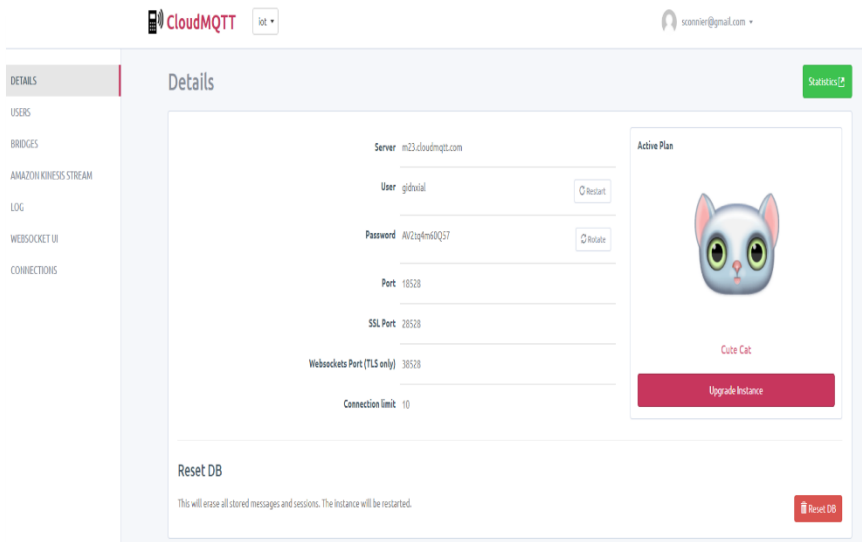 CloudMQTT iot sconnier@gmail.com
DETAILS
USERS
BRIDGES
AMAZON KINESIS STREAM
LOG
WEBSOCKET UI
CONNECTIONS
Details Statistics
Server m23.cloudmqtt.com
User gidnxial Restart
Password AV2tq4m60Q57 Rotate
Port 18528
SSL Port 28528
Websockets Port (TLS only) 38528
Connection limit 10
Active Plan
Cute Cat
Upgrade Instance
Reset DB
This will erase all stored messages and sessions. The instance will be restarted.
Reset DB